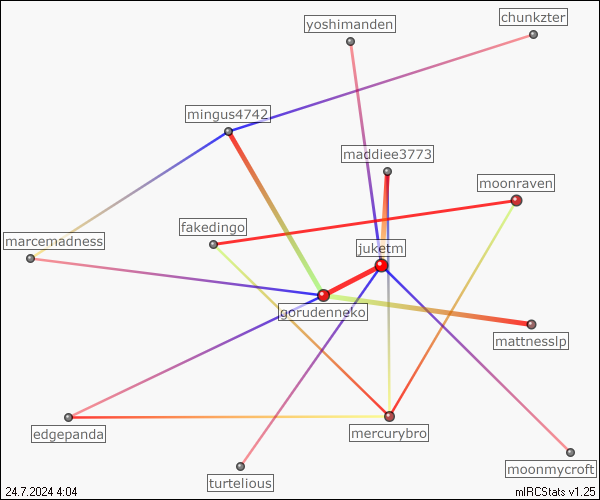 chunkzter
yoshimanden
mingus4742
maddiee3773
moonraven
fakedingo
marcemadness
juketm
gorudenneko
mattnesslp
edgepanda
mercurybro
moonmycroft
turtelious
24.7.2024 4:04
mIRCStats v1.25